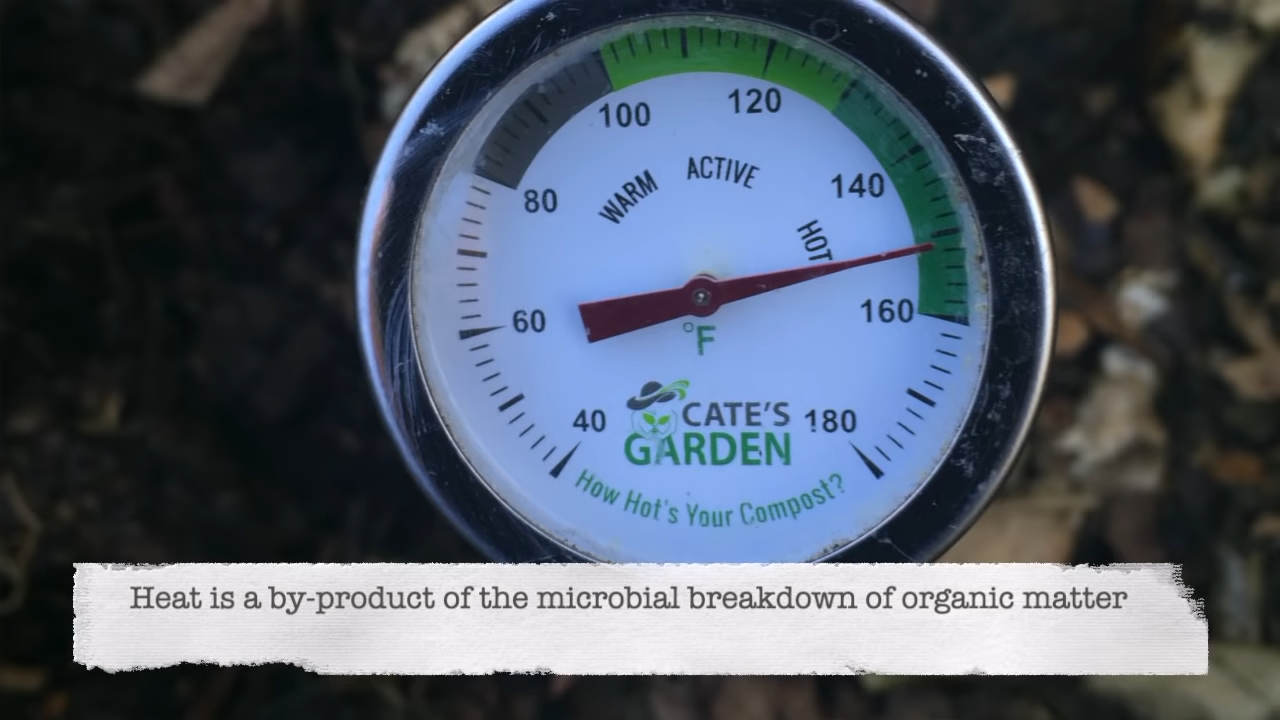 100
120
80
WARM
ACTIVE
140
HOT
60
160
°F
40
CATE'S
180
GARDEN
How Hot's Your Compost?
Heat is a by-product of the microbial breakdown of organic matter